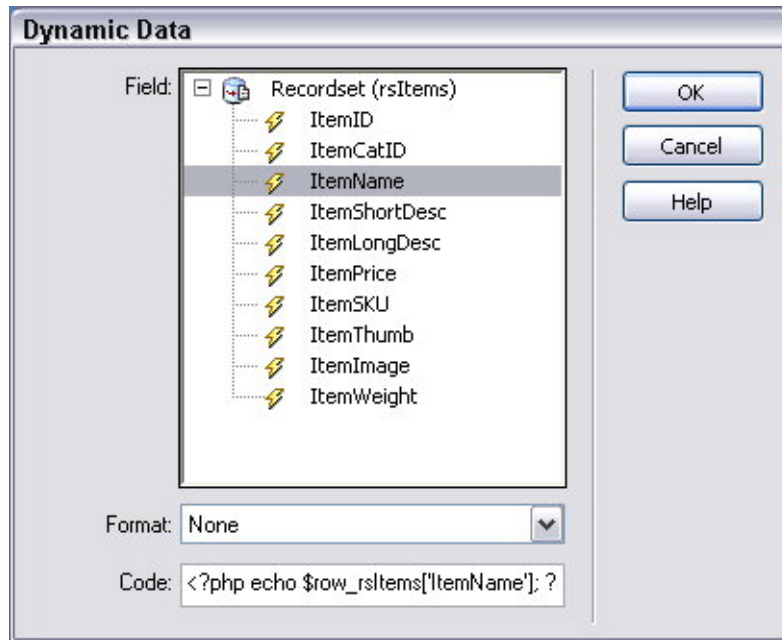 Dynamic Data
Field:
Recordset (rsItems)
ItemID
ItemCatID
ItemName
ItemShortDesc
ItemLongDesc
ItemPrice
ItemSKU
ItemThumb
ItemImage
ItemWeight
OK
Cancel
Help
Format: None
Code: <?php echo $row_rsItems['ItemName']; ?